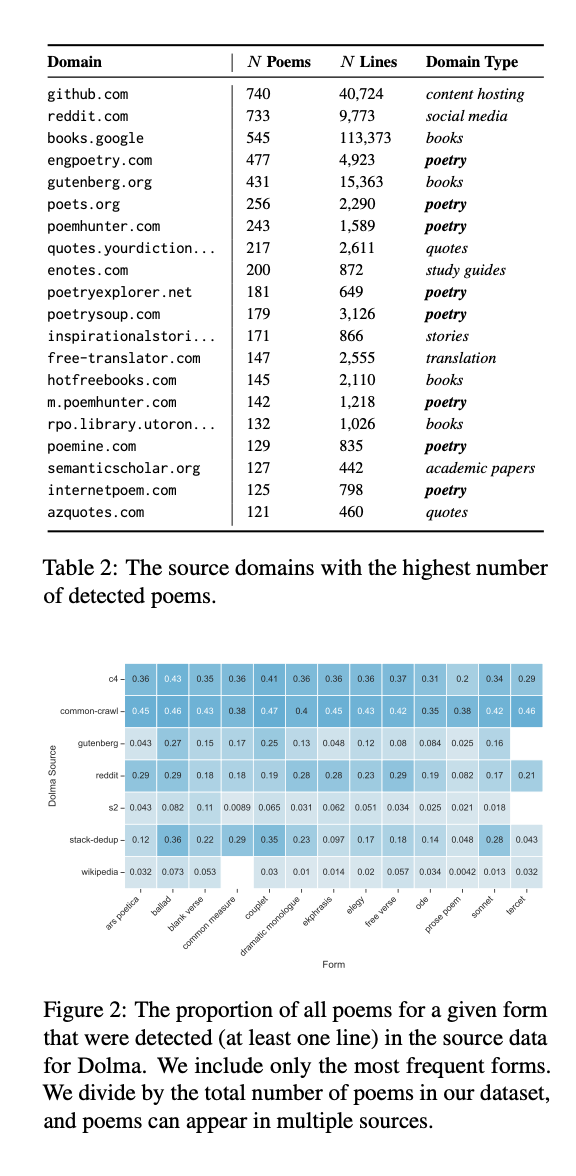 Domain N Poems N Lines Domain Type
github.com 740 40,724 content hosting
reddit.com 733 9,773 social media
books.google 545 113,373 books
engpoetry.com 477 4,923 poetry
gutenberg.org 431 15,363 books
poets.org 256 2,290 poetry
poemhunter.com 243 1,589 poetry
quotes.yourdiction... 217 2,611 quotes
enotes.com 200 872 study guides
poetryexplorer.net 181 649 poetry
poetrysoup.com 179 3,126 poetry
inspirationalstori... 171 866 stories
free-translator.com 147 2,555 translation
hotfreebooks.com 145 2,110 books
m.poemhunter.com 142 1,218 poetry
rpo.library.utoron... 132 1,026 books
poemine.com 129 835 poetry
semanticscholar.org 127 442 academic papers
internetpoem.com 125 798 poetry
azquotes.com 121 460 quotes
Table 2: The source domains with the highest number
of detected poems.
Dolma Source
c4 0.36 0.43 0.35 0.36 0.41 0.36 0.36 0.36 0.37 0.31 0.2 0.34 0.29
common-crawl 0.45 0.46 0.43 0.38 0.47 0.4 0.45 0.43 0.42 0.35 0.38 0.42 0.46
gutenberg 0.043 0.27 0.15 0.17 0.25 0.13 0.048 0.12 0.08 0.084 0.025 0.16
reddit 0.29 0.29 0.18 0.18 0.19 0.28 0.28 0.23 0.29 0.19 0.082 0.17 0.21
s2 0.043 0.082 0.11 0.0089 0.065 0.031 0.062 0.051 0.034 0.025 0.021 0.018
stack-dedup 0.12 0.36 0.22 0.29 0.35 0.23 0.097 0.17 0.18 0.14 0.048 0.28 0.043
wikipedia 0.032 0.073 0.053 0.03 0.01 0.014 0.02 0.057 0.034 0.0042 0.013 0.032
ars poetica ballad blank verse common measure couplet dramatic monologue ekphrasis elegy free verse ode prose poem sonnet tercet
Form
Figure 2: The proportion of all poems for a given form
that were detected (at least one line) in the source data
for Dolma. We include only the most frequent forms.
We divide by the total number of poems in our dataset,
and poems can appear in multiple sources.